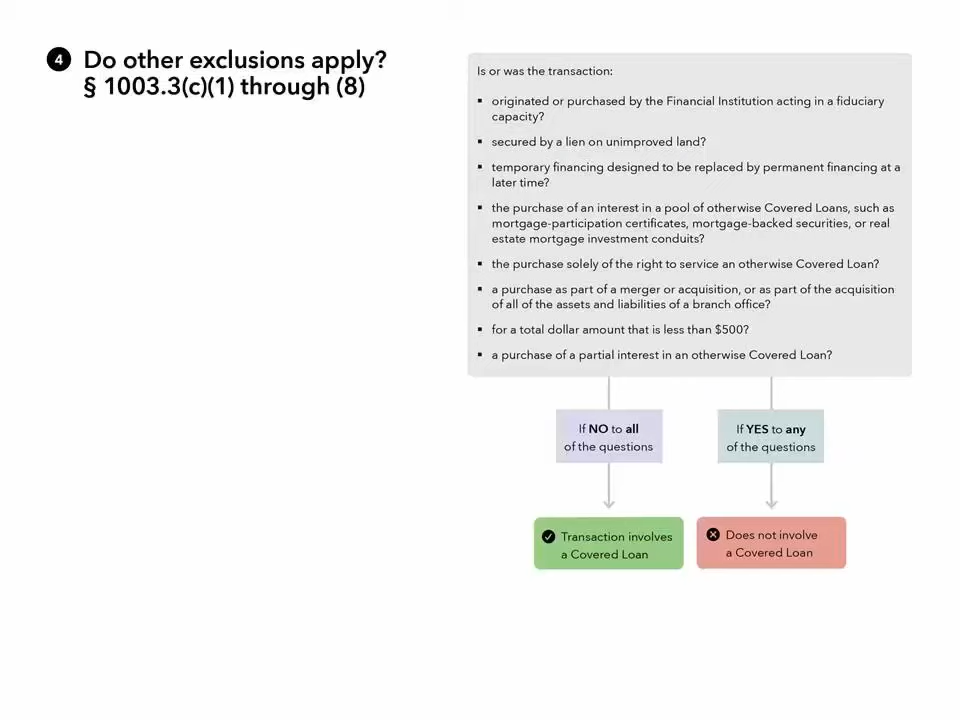 4 Do other exclusions apply?
§ 1003.3(c)(1) through (8)
Is or was the transaction:
▪ originated or purchased by the Financial Institution acting in a fiduciary
capacity?
▪ secured by a lien on unimproved land?
▪ temporary financing designed to be replaced by permanent financing at a
later time?
▪ the purchase of an interest in a pool of otherwise Covered Loans, such as
mortgage-participation certificates, mortgage-backed securities, or real
estate mortgage investment conduits?
▪ the purchase solely of the right to service an otherwise Covered Loan?
▪ a purchase as part of a merger or acquisition, or as part of the acquisition
of all of the assets and liabilities of a branch office?
▪ for a total dollar amount that is less than $500?
▪ a purchase of a partial interest in an otherwise Covered Loan?
If NO to all
of the questions
If YES to any
of the questions
Transaction involves
a Covered Loan
Does not involve
a Covered Loan